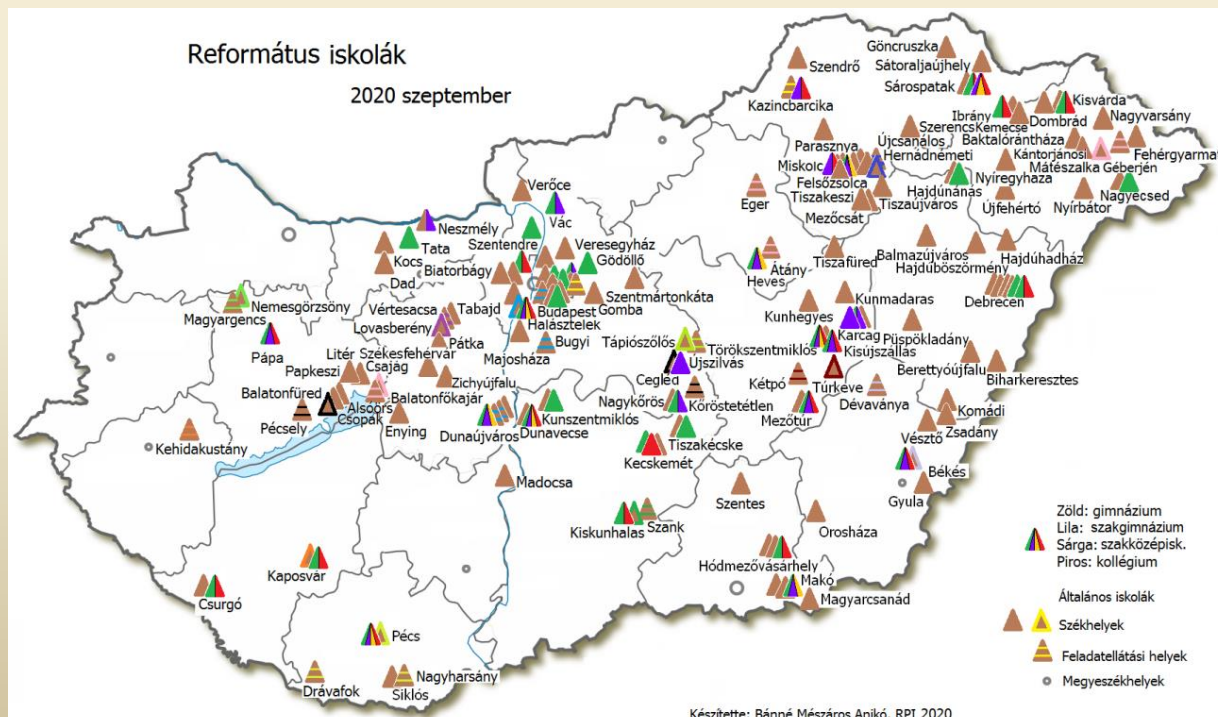 Református iskolák
2020 szeptember
Göncruszka
Sátoraljaújhely
Szendrő
Sárospatak
Kazincbarcika
Ibrány
Kisvárda
Dombrád
Nagyvarsány
Szerencs
Kemecse
Baktalórántháza
Parasznya
Újcsanálos
Kántorjánosi
Fehérgyarmat
Hernádnémeti
Miskolc
Mátészalka
Géberjén
Felsőzsolca
Nyíregyhaza
Hajdúnánás
Nagyecsed
Tiszakeszi
Tiszaújváros
Újfehértó
Nyírbátor
Mezőcsát
Verőce
Eger
Vác
Neszmély
Tata
Szentendre
Veresegyház
Gödöllő
Kocs
Biatorbágy
Dad
Átány
Heves
Tiszafüred
Balmazújváros
Hajdúböszörmény
Hajdúhadház
Debrecen
Nemesgörzsöny
Magyargencs
Vértesacsa
Tabajd
Lovasberény
Szentmártonkáta
Budapest
Gomba
Halásztelek
Kunmadaras
Kunhegyes
Karcag
Püspökladány
Pátka
Majosháza
Bugyi
Tápiószőlős
Törökszentmiklós
Kisújszállás
Pápa
Litér
Székesfehérvár
Papkeszi
Csajág
Zichyújfalu
Újszilvás
Cegléd
Berettyóújfalu
Biharkeresztes
Kétpó
Túrkeve
Dévaványa
Balatonfüred
Alsóörs
Balatonfőkajár
Csopak
Pécsely
Enying
Dunaújváros
Dunavecse
Kunszentmiklós
Nagykőrös
Kőröstetétlen
Mezőtúr
Komádi
Zsadány
Vésztő
Kehidakustány
Tiszakécske
Kecskemét
Békés
Gyula
Madocsa
Szentes
Kiskunhalas
Szank
Orosháza
Kaposvár
Hódmezővásárhely
Makó
Magyarcsanád
Csurgó
Pécs
Drávafok
Siklós
Nagyharsány
Zöld: gimnázium
Lila: szakgimnázium
Sárga: szakközépisk.
Piros: kollégium
Általános iskolák
Székhelyek
Feladatellátási helyek
Megyeszékhelyek
Készítette: Bánné Mészáros Anikó, RPI 2020